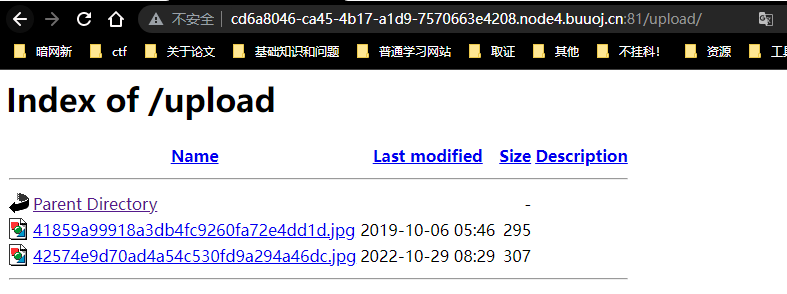 不安全 cd6a8046-ca45-4b17-a1d9-7570663e4208.node4.buuoj.cn:81/upload/
暗网新 ctf 关于论文 基础知识和问题 普通学习网站 取证 其他 不挂科! 资源
Index of /upload
Name Last modified Size Description
Parent Directory -
41859a99918a3db4fc9260fa72e4dd1d.jpg 2019-10-06 05:46 295
42574e9d70ad4a54c530fd9a294a46dc.jpg 2022-10-29 08:29 307